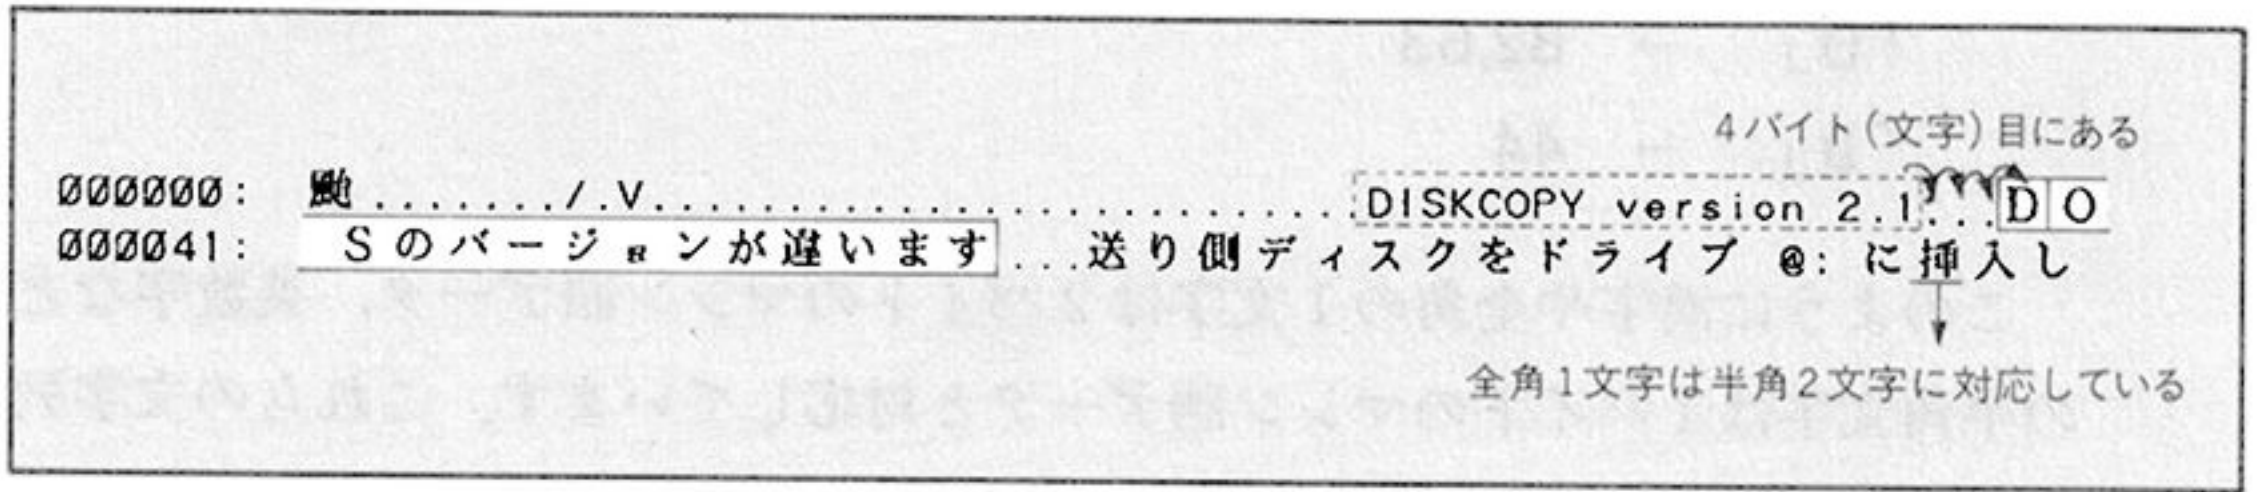 4バイト(文字)目にある
000000: 颱......./.V..........................DISKCOPY version 2.1...ＤＯ
000041: Ｓのバージョンが違います...送り側ディスクをドライブ @: に挿入し
全角1文字は半角2文字に対応している